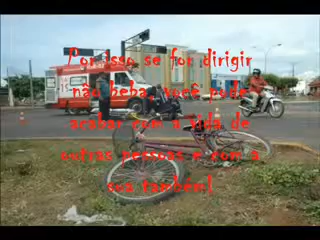 Por isso se for dirigir
não beba, você pode
acabar com a vida de
outras pessoas e com a
sua também!